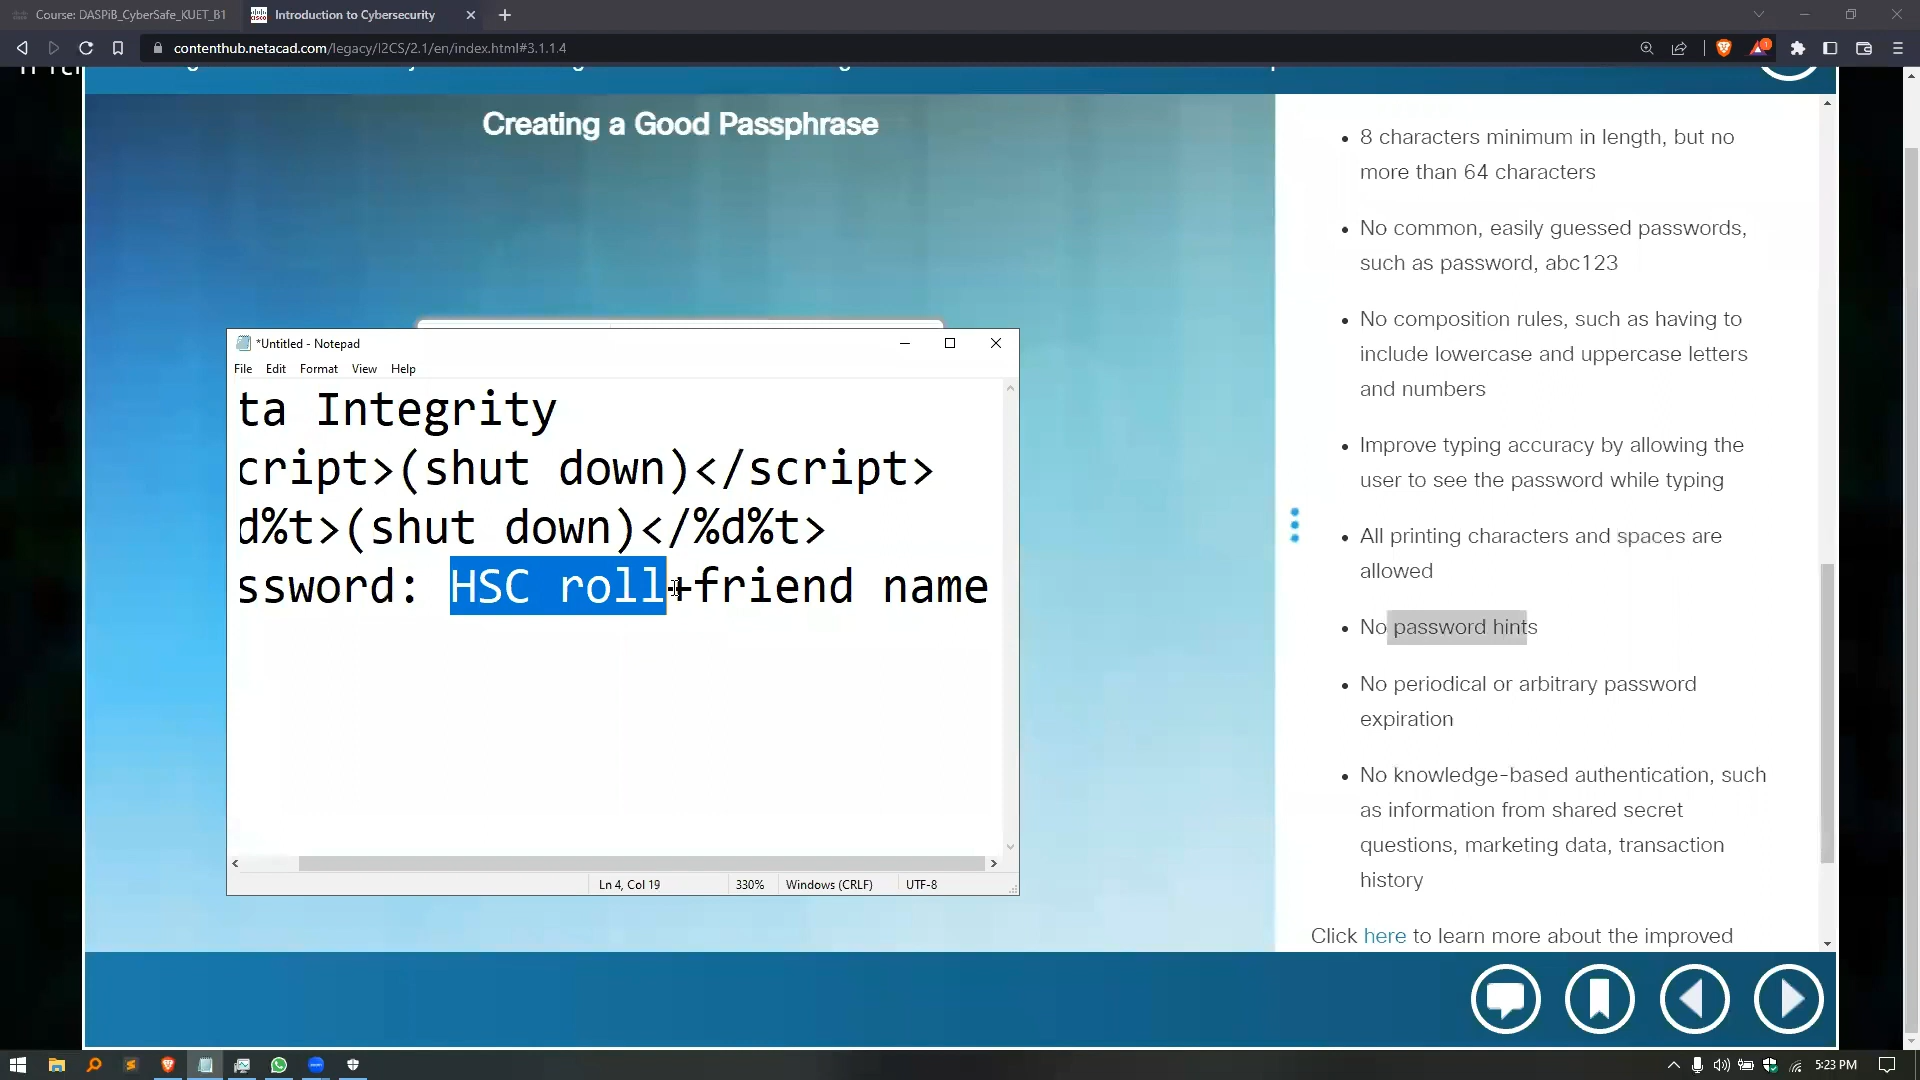 Course: DASPiB_CyberSafe_KUET_B1
Introduction to Cybersecurity
contenthub.netacad.com/legacy/I2CS/2.1/en/index.html#3.1.1.4
Creating a Good Passphrase
*Untitled - Notepad
File Edit Format View Help
ta Integrity
cript>(shut down)</script>
d%t>(shut down)</%d%t>
ssword: HSC roll+friend name
Ln 4, Col 19
330%
Windows (CRLF)
UTF-8
• 8 characters minimum in length, but no
more than 64 characters
• No common, easily guessed passwords,
such as password, abc123
• No composition rules, such as having to
include lowercase and uppercase letters
and numbers
• Improve typing accuracy by allowing the
user to see the password while typing
• All printing characters and spaces are
allowed
• No password hints
• No periodical or arbitrary password
expiration
• No knowledge-based authentication, such
as information from shared secret
questions, marketing data, transaction
history
Click here to learn more about the improved
5:23 PM